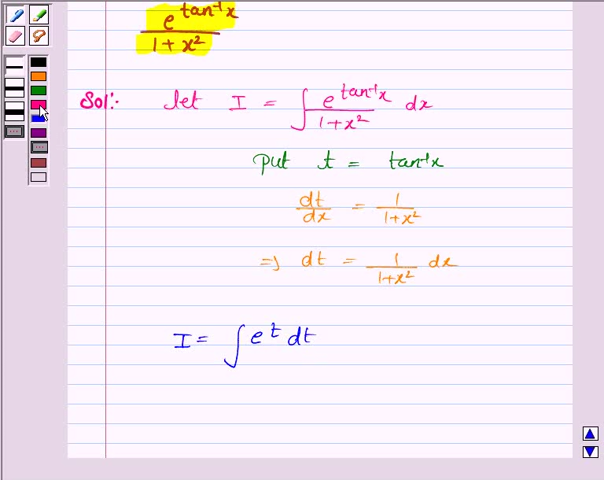 e^tan⁻¹x
1 + x²
Sol:- let I = ∫ e^tan⁻¹x / 1+x² dx
put t = tan⁻¹x
dt/dx = 1/1+x²
⇒ dt = 1/1+x² dx
I = ∫ e^t dt